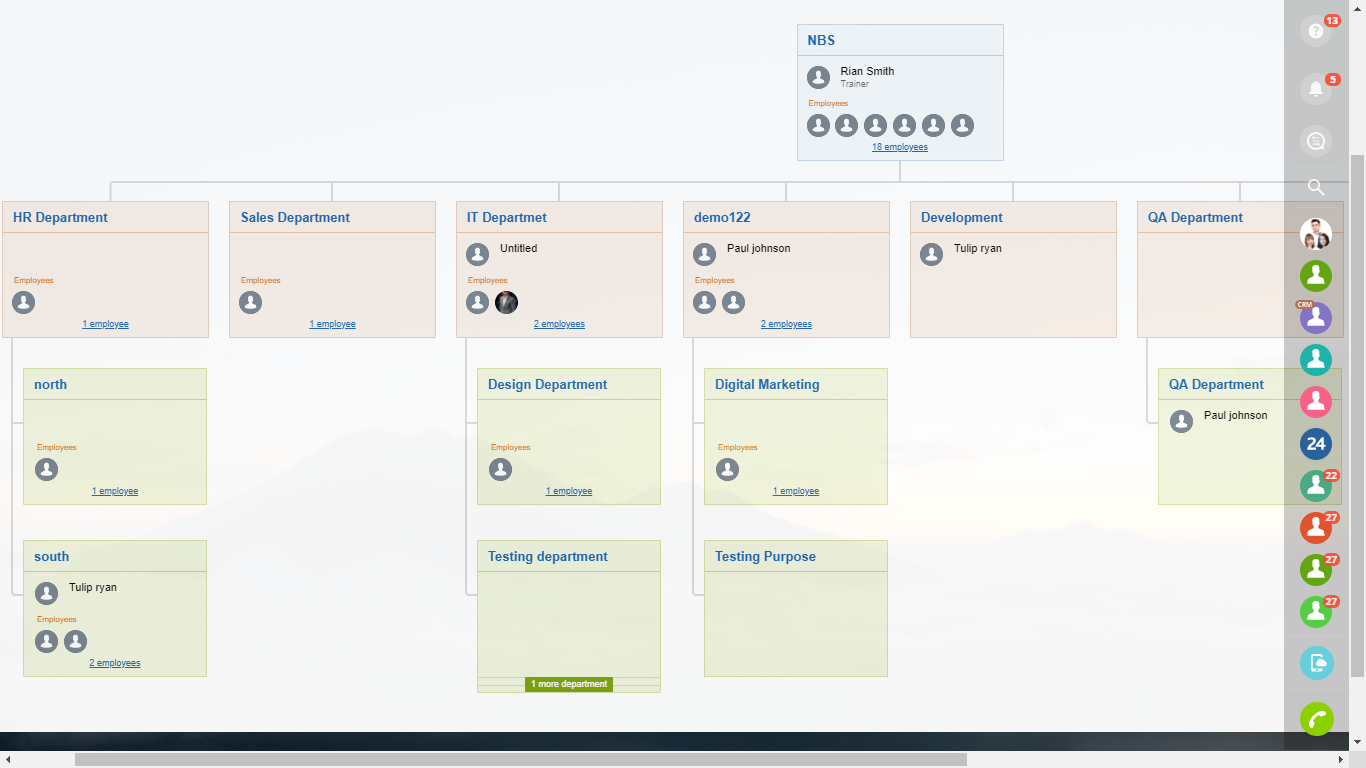 NBS
Rian Smith
Trainer
Employees
18 employees
HR Department
Employees
1 employee
Sales Department
Employees
1 employee
IT Departmet
Untitled
Employees
2 employees
demo122
Paul johnson
Employees
2 employees
Development
Tulip ryan
QA Department
north
Employees
1 employee
Design Department
Employees
1 employee
Digital Marketing
Employees
1 employee
QA Department
Paul johnson
south
Tulip ryan
Employees
2 employees
Testing department
1 more department
Testing Purpose
13
5
CRM
24
22
27
27
27